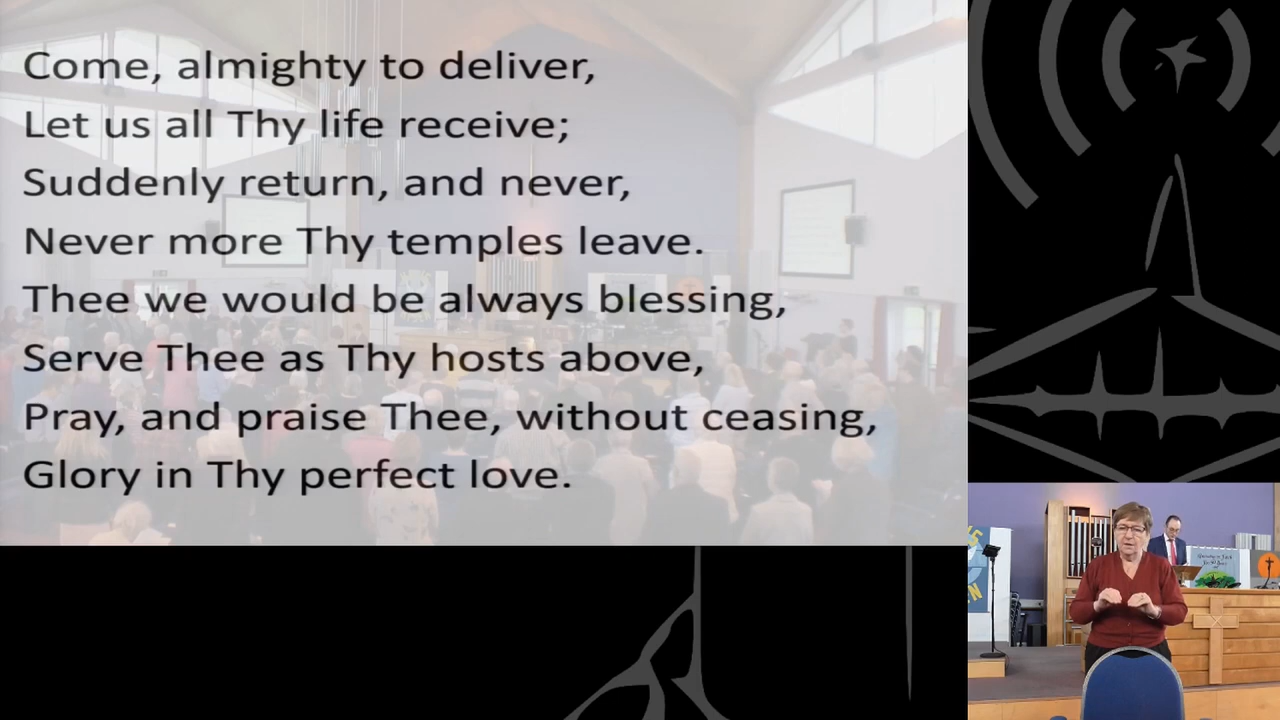 Come, almighty to deliver,
Let us all Thy life receive;
Suddenly return, and never,
Never more Thy temples leave.
Thee we would be always blessing,
Serve Thee as Thy hosts above,
Pray, and praise Thee, without ceasing,
Glory in Thy perfect love.